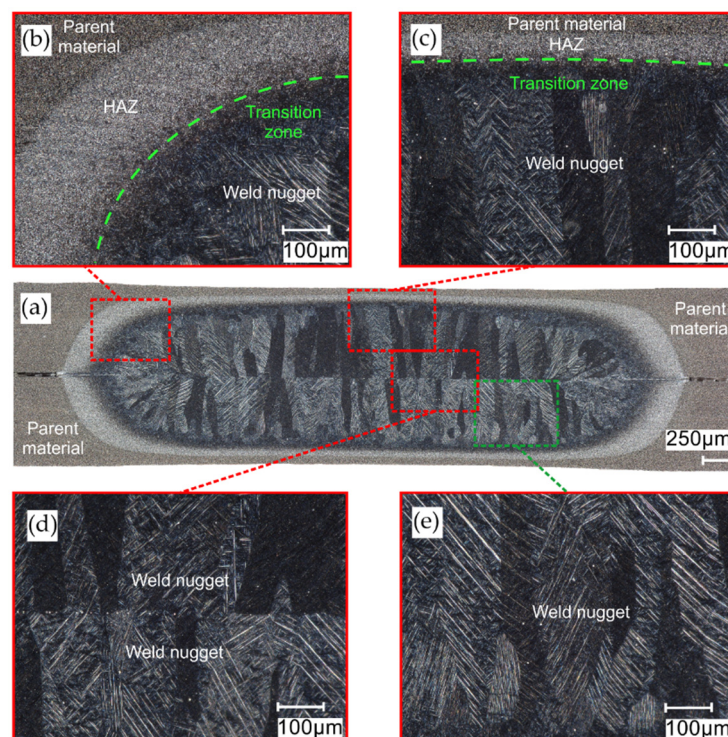 (b)
Parent
material
HAZ
Transition
zone
Weld nugget
100µm
(c)
Parent material
HAZ
Transition zone
Weld nugget
100µm
(a)
Parent
material
Parent
material
250µm
(d)
Weld nugget
Weld nugget
100µm
(e)
Weld nugget
100µm